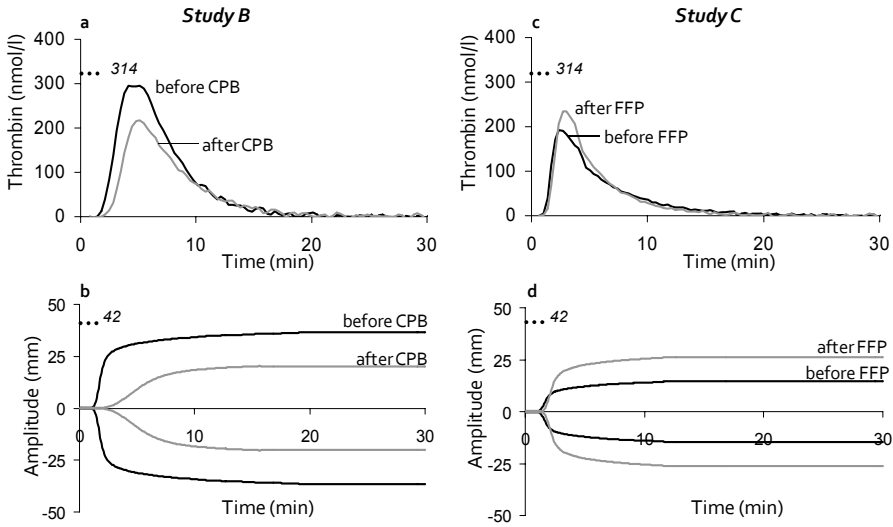 Study B
a
Thrombin (nmol/l)
400
300
200
100
0
314
before CPB
after CPB
0
10
20
30
Time (min)
Study C
c
Thrombin (nmol/l)
400
300
200
100
0
314
after FFP
before FFP
0
10
20
30
Time (min)
b
Amplitude (mm)
50
25
0
-25
-50
42
before CPB
after CPB
0
10
20
30
Time (min)
d
Amplitude (mm)
50
25
0
-25
-50
42
after FFP
before FFP
0
10
20
30
Time (min)